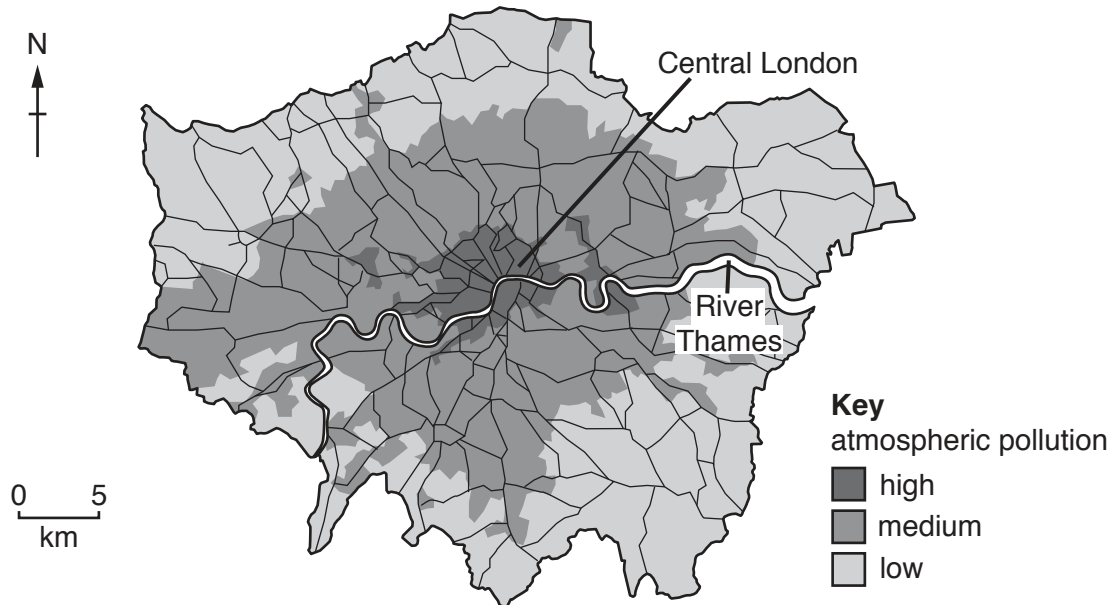 N
Central London
River
Thames
0 5
km
Key
atmospheric pollution
high
medium
low